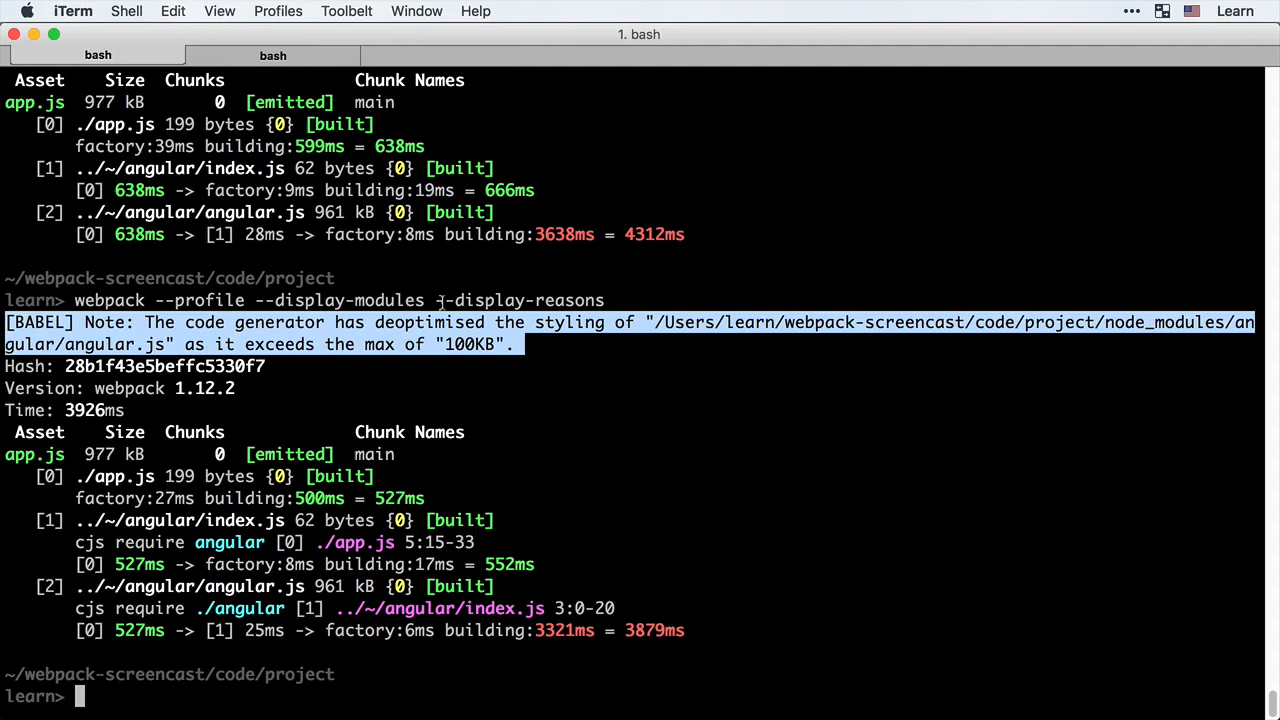 iTerm Shell Edit View Profiles Toolbelt Window Help ••• Learn
1. bash
bash bash
Asset Size Chunks Chunk Names
app.js 977 kB 0 [emitted] main
[0] ./app.js 199 bytes {0} [built]
factory:39ms building:599ms = 638ms
[1] ../~/angular/index.js 62 bytes {0} [built]
[0] 638ms -> factory:9ms building:19ms = 666ms
[2] ../~/angular/angular.js 961 kB {0} [built]
[0] 638ms -> [1] 28ms -> factory:8ms building:3638ms = 4312ms
~/webpack-screencast/code/project
learn> webpack --profile --display-modules --display-reasons
[BABEL] Note: The code generator has deoptimised the styling of "/Users/learn/webpack-screencast/code/project/node_modules/an
gular/angular.js" as it exceeds the max of "100KB".
Hash: 28b1f43e5beffc5330f7
Version: webpack 1.12.2
Time: 3926ms
Asset Size Chunks Chunk Names
app.js 977 kB 0 [emitted] main
[0] ./app.js 199 bytes {0} [built]
factory:27ms building:500ms = 527ms
[1] ../~/angular/index.js 62 bytes {0} [built]
cjs require angular [0] ./app.js 5:15-33
[0] 527ms -> factory:8ms building:17ms = 552ms
[2] ../~/angular/angular.js 961 kB {0} [built]
cjs require ./angular [1] ../~/angular/index.js 3:0-20
[0] 527ms -> [1] 25ms -> factory:6ms building:3321ms = 3879ms
~/webpack-screencast/code/project
learn>